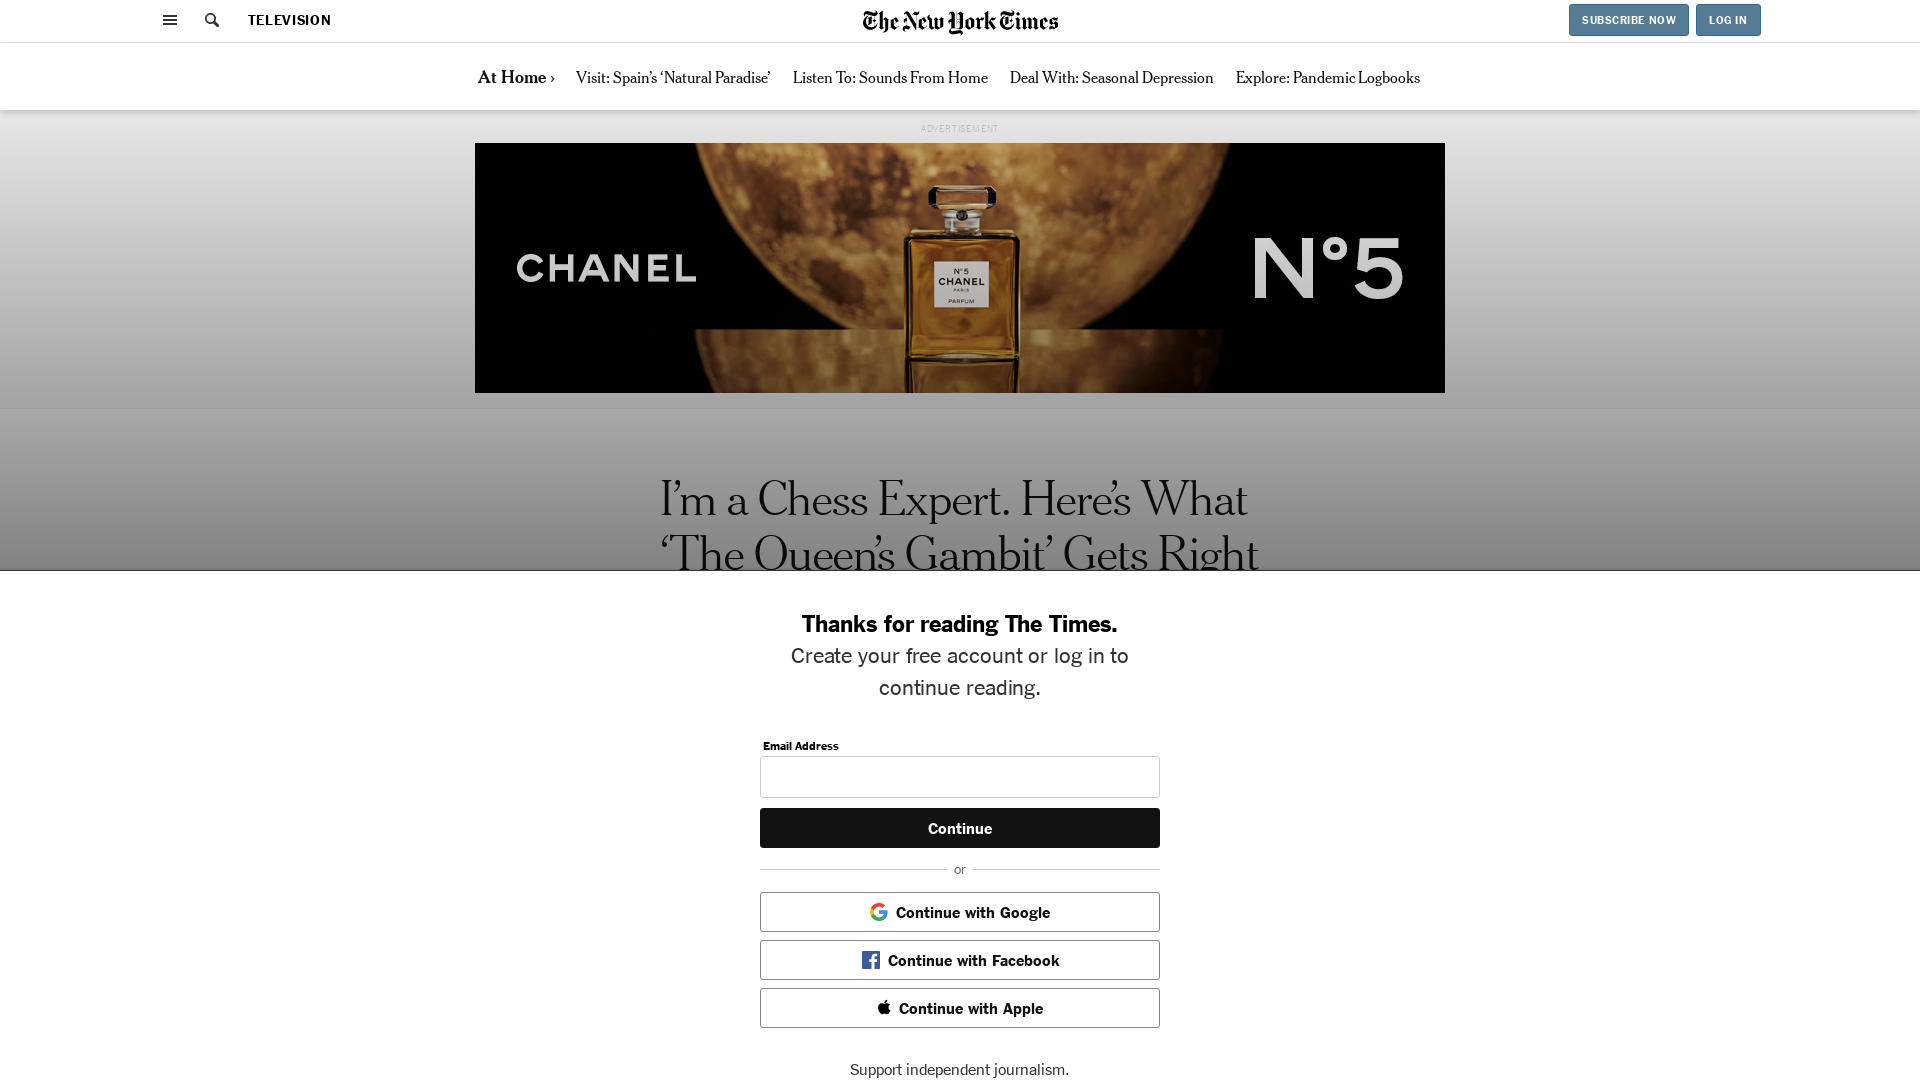 TELEVISION
The New York Times
SUBSCRIBE NOW
LOG IN
At Home ›
Visit: Spain’s ‘Natural Paradise’
Listen To: Sounds From Home
Deal With: Seasonal Depression
Explore: Pandemic Logbooks
ADVERTISEMENT
CHANEL
N°5
CHANEL
PARIS
PARFUM
N°5
I’m a Chess Expert. Here’s What
‘The Queen’s Gambit’ Gets Right
Thanks for reading The Times.
Create your free account or log in to
continue reading.
Email Address
Continue
or
Continue with Google
Continue with Facebook
Continue with Apple
Support independent journalism.